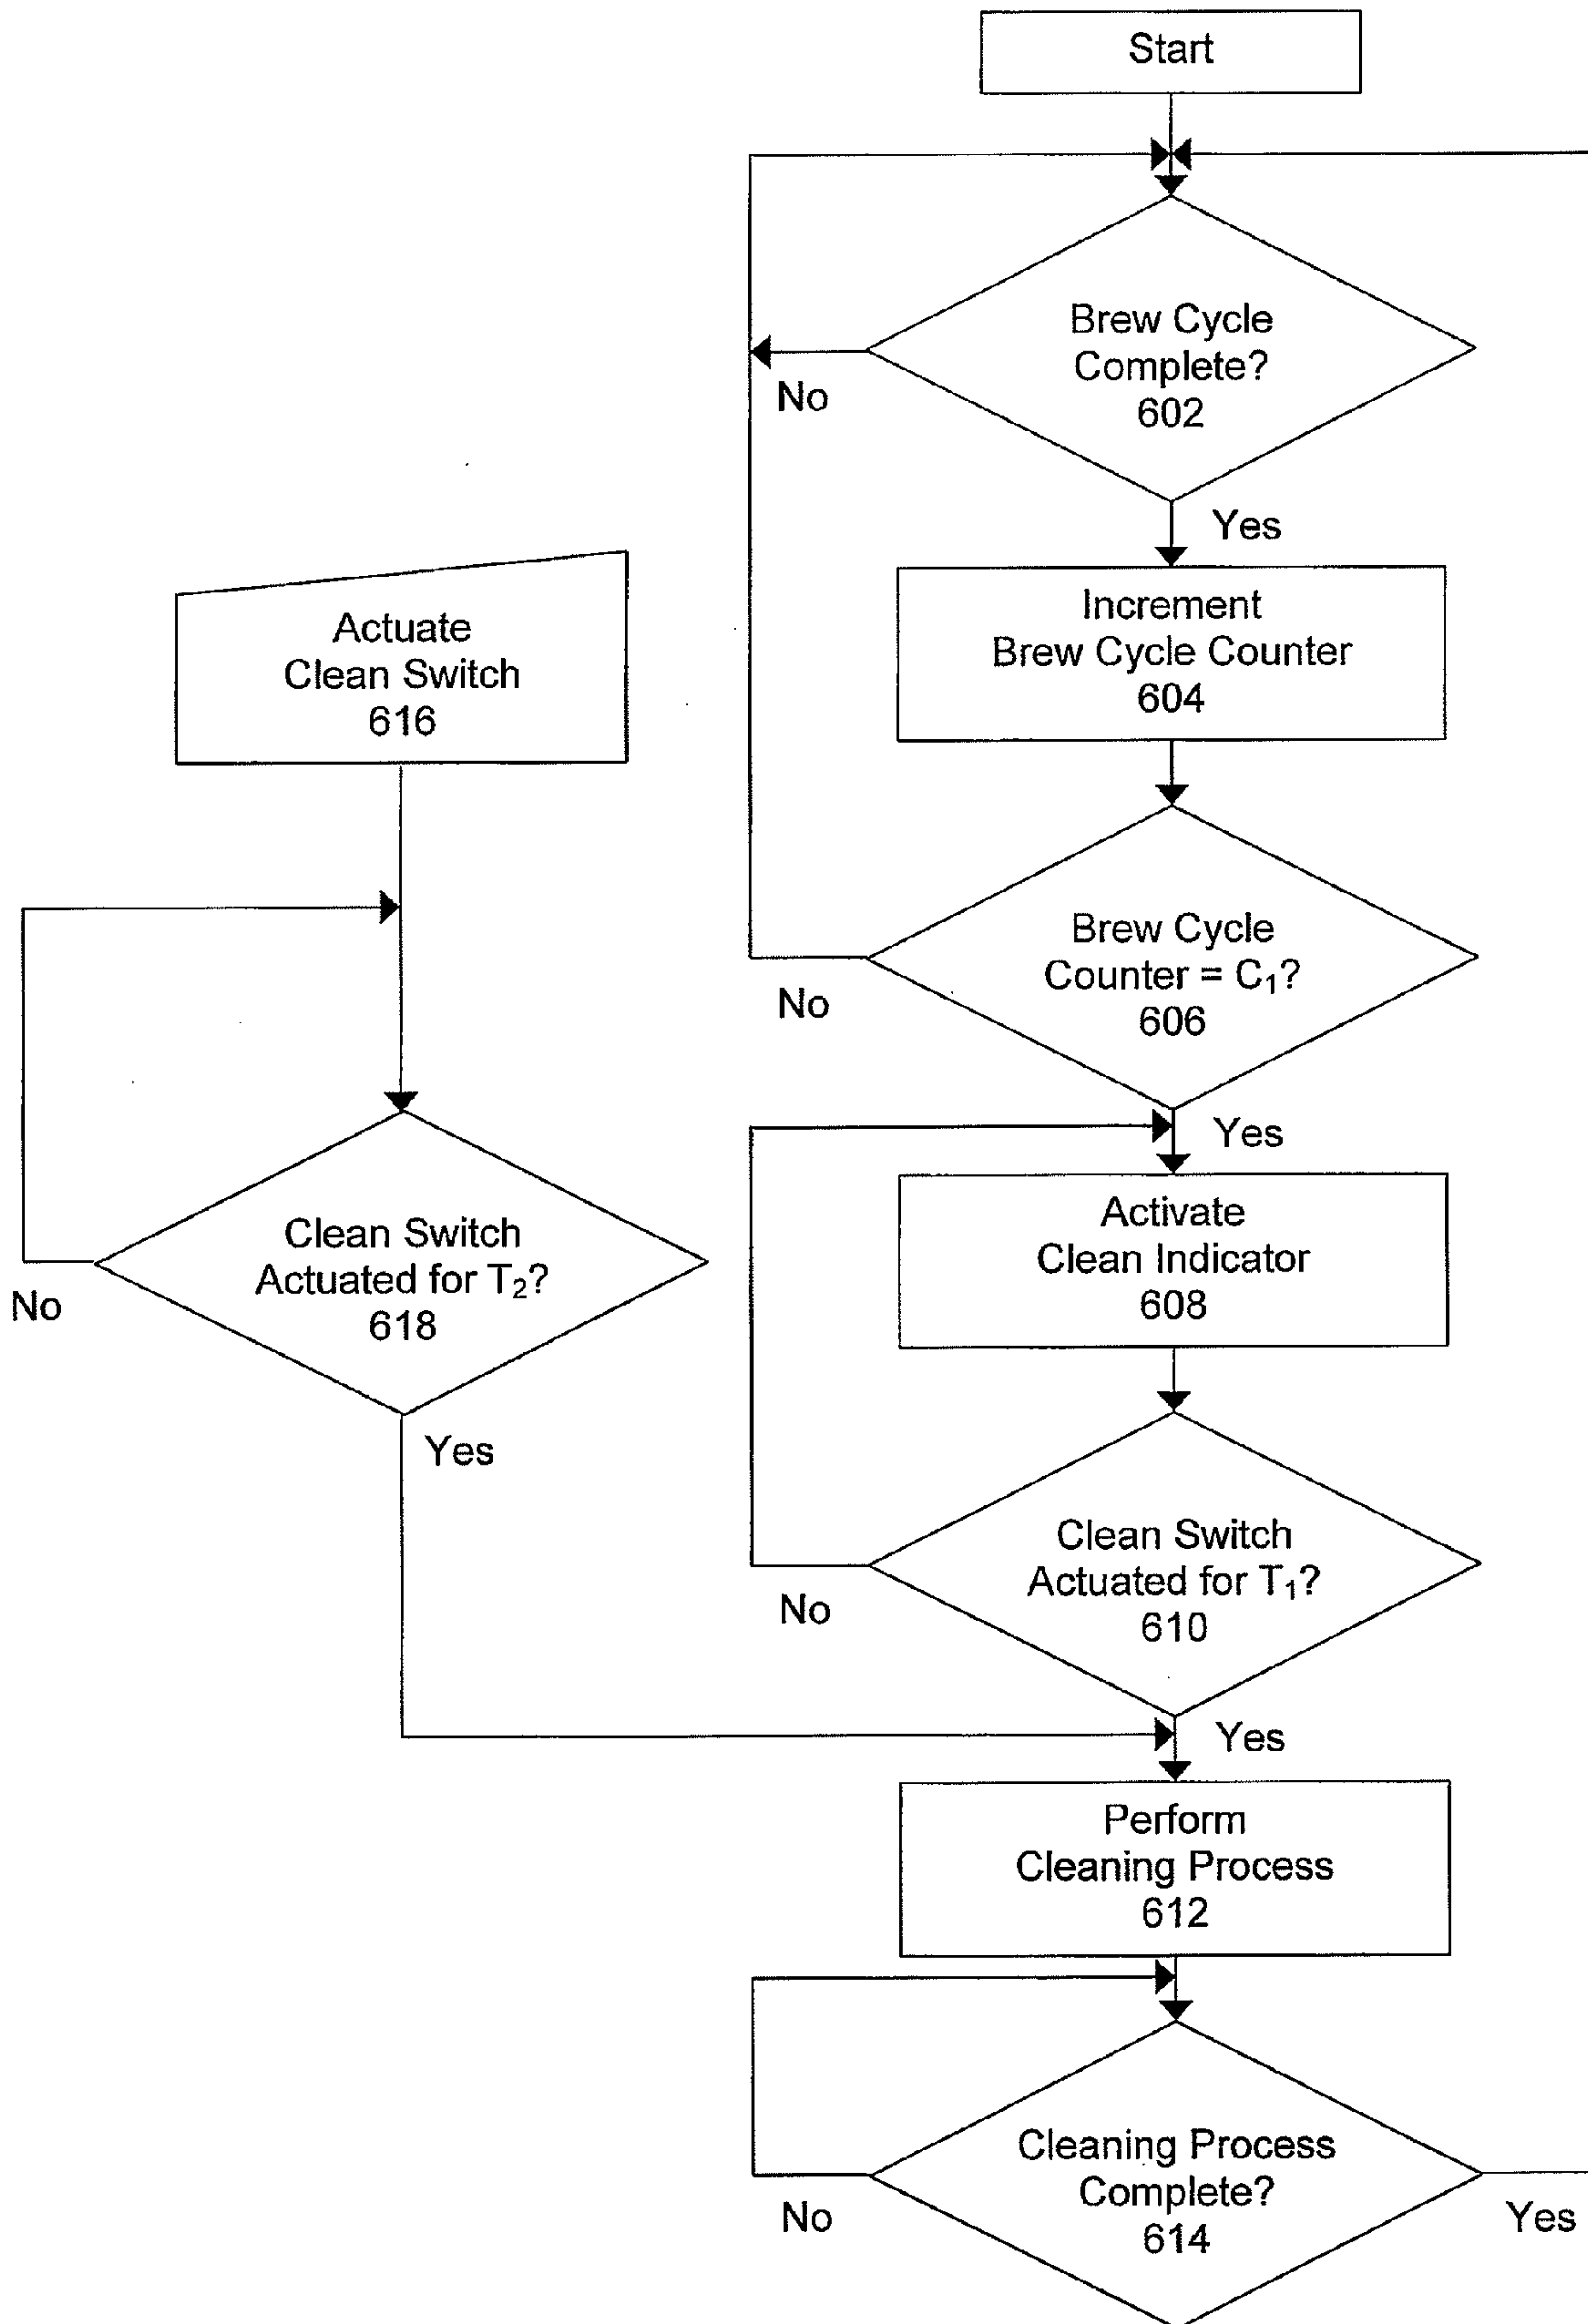 Start
Brew Cycle
Complete?
602
No
Yes
Increment
Brew Cycle Counter
604
Actuate
Clean Switch
616
Brew Cycle
Counter = C₁?
606
No
Yes
Activate
Clean Indicator
608
Clean Switch
Actuated for T₂?
618
No
Yes
Clean Switch
Actuated for T₁?
610
No
Yes
Perform
Cleaning Process
612
Cleaning Process
Complete?
614
No
Yes